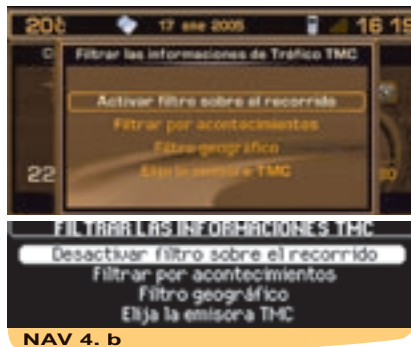 20
17 ene 2005
16 15
Filtrar las informaciones de Tráfico TMC
Activar filtro sobre el recorrido
Filtrar por acontecimientos
Filtro geográfico
Elija la emisora TMC
22
FILTRAR LAS INFORMACIONES TMC
Desactivar filtro sobre el recorrido
Filtrar por acontecimientos
Filtro geográfico
Elija la emisora TMC
NAV 4. b